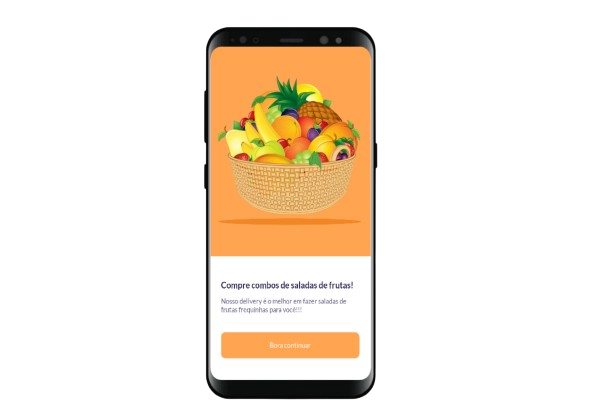 Compre combos de saladas de frutas!
Nosso delivery é o melhor em fazer saladas de
frutas frequinhas para você!!!
Bora continuar